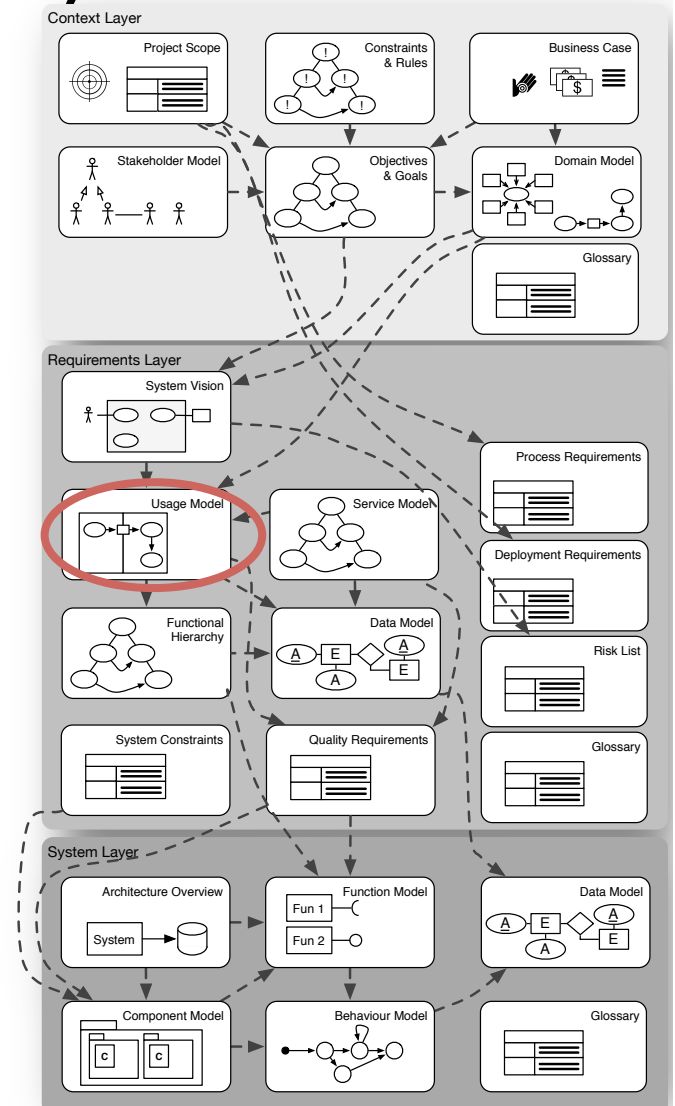 Context Layer
Project Scope
Constraints
& Rules
! 
! !
! !
Business Case
$
Stakeholder Model
Objectives
& Goals
Domain Model
Glossary
Requirements Layer
System Vision
Process Requirements
Usage Model
Service Model
Deployment Requirements
Functional
Hierarchy
Data Model
A E A
A E
Risk List
System Constraints
Quality Requirements
Glossary
System Layer
Architecture Overview
System
Function Model
Fun 1
Fun 2
Data Model
A E A
A E
Component Model
C C
Behaviour Model
Glossary